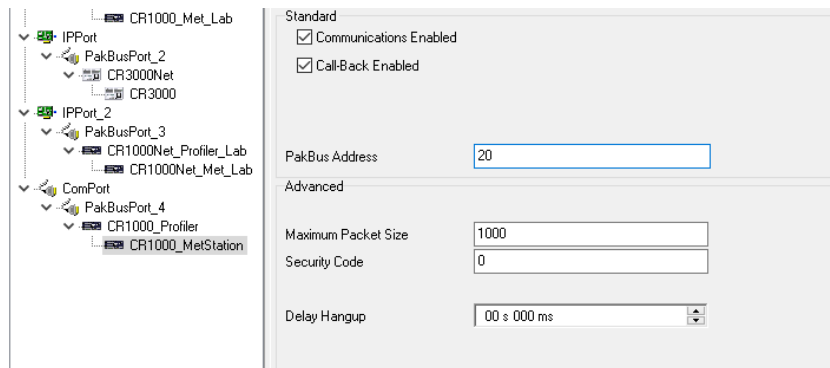 CR1000_Met_Lab
IPPort
PakBusPort_2
CR3000Net
CR3000
IPPort_2
PakBusPort_3
CR1000Net_Profiler_Lab
CR1000Net_Met_Lab
ComPort
PakBusPort_4
CR1000_Profiler
CR1000_MetStation
Standard
Communications Enabled
Call-Back Enabled
PakBus Address 20
Advanced
Maximum Packet Size 1000
Security Code 0
Delay Hangup 00 s 000 ms